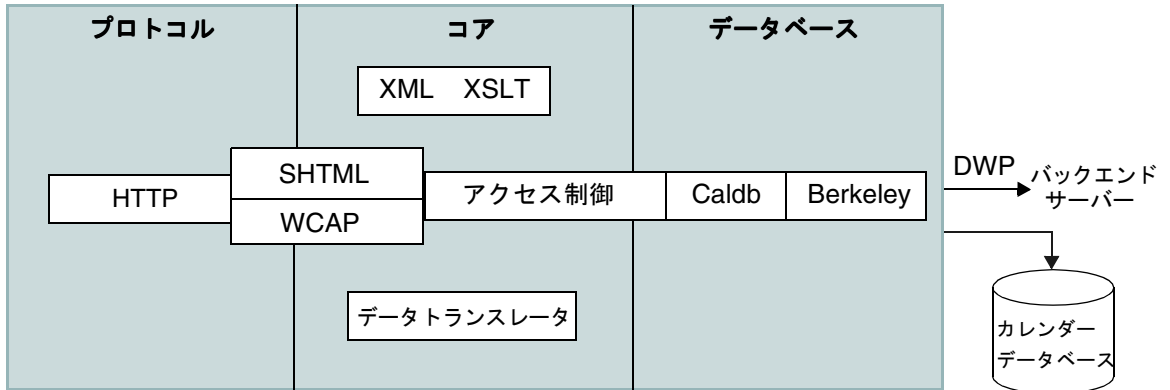 プロトコル
コア
データベース
XML XSLT
HTTP
SHTML
WCAP
アクセス制御
Caldb
Berkeley
データトランスレータ
DWP
バックエンド
サーバー
カレンダー
データベース